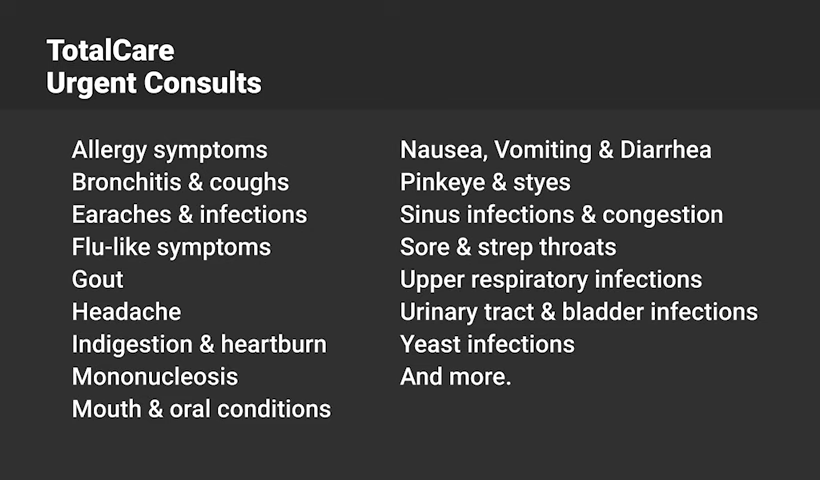 TotalCare
Urgent Consults
Allergy symptoms
Bronchitis & coughs
Earaches & infections
Flu-like symptoms
Gout
Headache
Indigestion & heartburn
Mononucleosis
Mouth & oral conditions
Nausea, Vomiting & Diarrhea
Pinkeye & styes
Sinus infections & congestion
Sore & strep throats
Upper respiratory infections
Urinary tract & bladder infections
Yeast infections
And more.